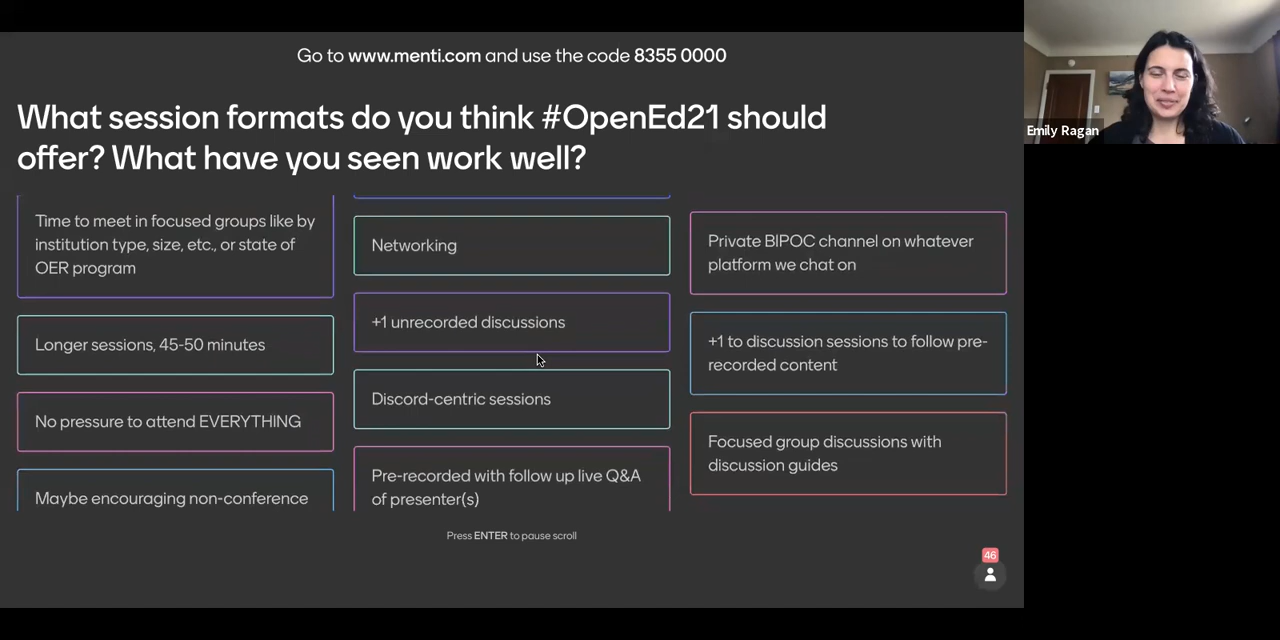 Go to www.menti.com and use the code 8355 0000
What session formats do you think #OpenEd21 should
offer? What have you seen work well?
Time to meet in focused groups like by
institution type, size, etc., or state of
OER program
Longer sessions, 45-50 minutes
No pressure to attend EVERYTHING
Maybe encouraging non-conference
Networking
+1 unrecorded discussions
Discord-centric sessions
Pre-recorded with follow up live Q&A
of presenter(s)
Private BIPOC channel on whatever
platform we chat on
+1 to discussion sessions to follow pre-
recorded content
Focused group discussions with
discussion guides
Press ENTER to pause scroll
46
Emily Ragan